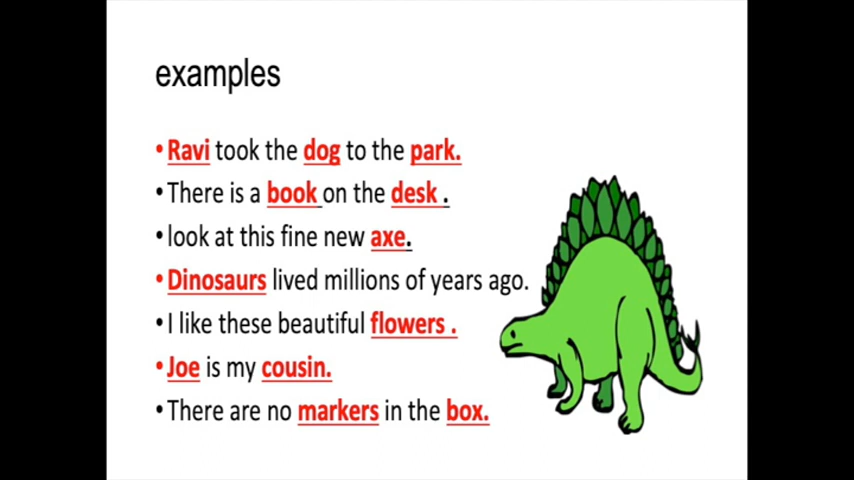 examples
•Ravi took the dog to the park.
•There is a book on the desk .
•look at this fine new axe.
•Dinosaurs lived millions of years ago.
•I like these beautiful flowers .
•Joe is my cousin.
•There are no markers in the box.